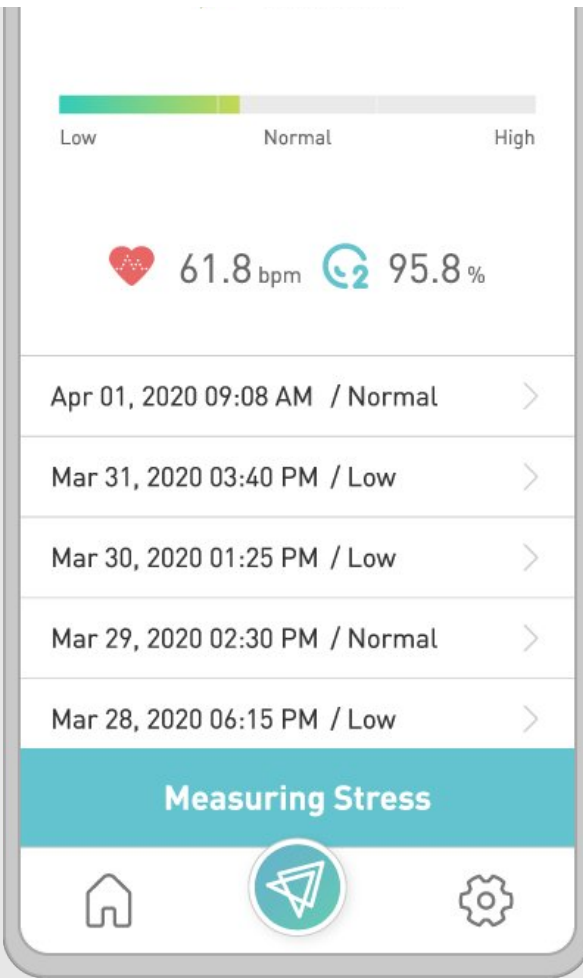 Low Normal High
61.8 bpm 2 95.8 %
Apr 01, 2020 09:08 AM / Normal
Mar 31, 2020 03:40 PM / Low
Mar 30, 2020 01:25 PM / Low
Mar 29, 2020 02:30 PM / Normal
Mar 28, 2020 06:15 PM / Low
Measuring Stress